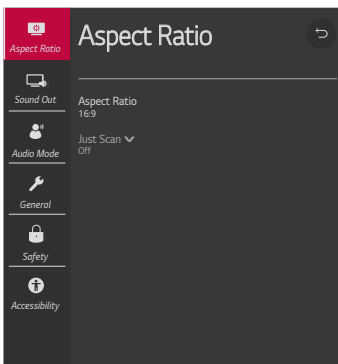 Aspect Ratio
Aspect Ratio
Sound Out
Aspect Ratio
16:9
Just Scan
Off
Audio Mode
General
Safety
Accessibility